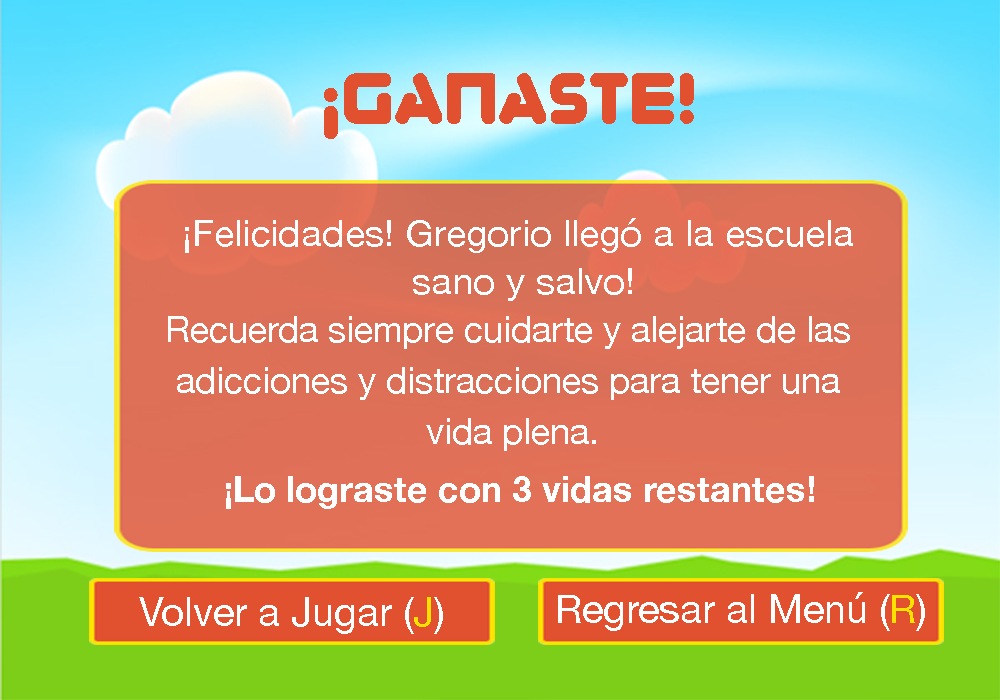 ¡GANASTE!
¡Felicidades! Gregorio llegó a la escuela
sano y salvo!
Recuerda siempre cuidarte y alejarte de las
adicciones y distracciones para tener una
vida plena.
¡Lo lograste con 3 vidas restantes!
Volver a Jugar (J)
Regresar al Menú (R)